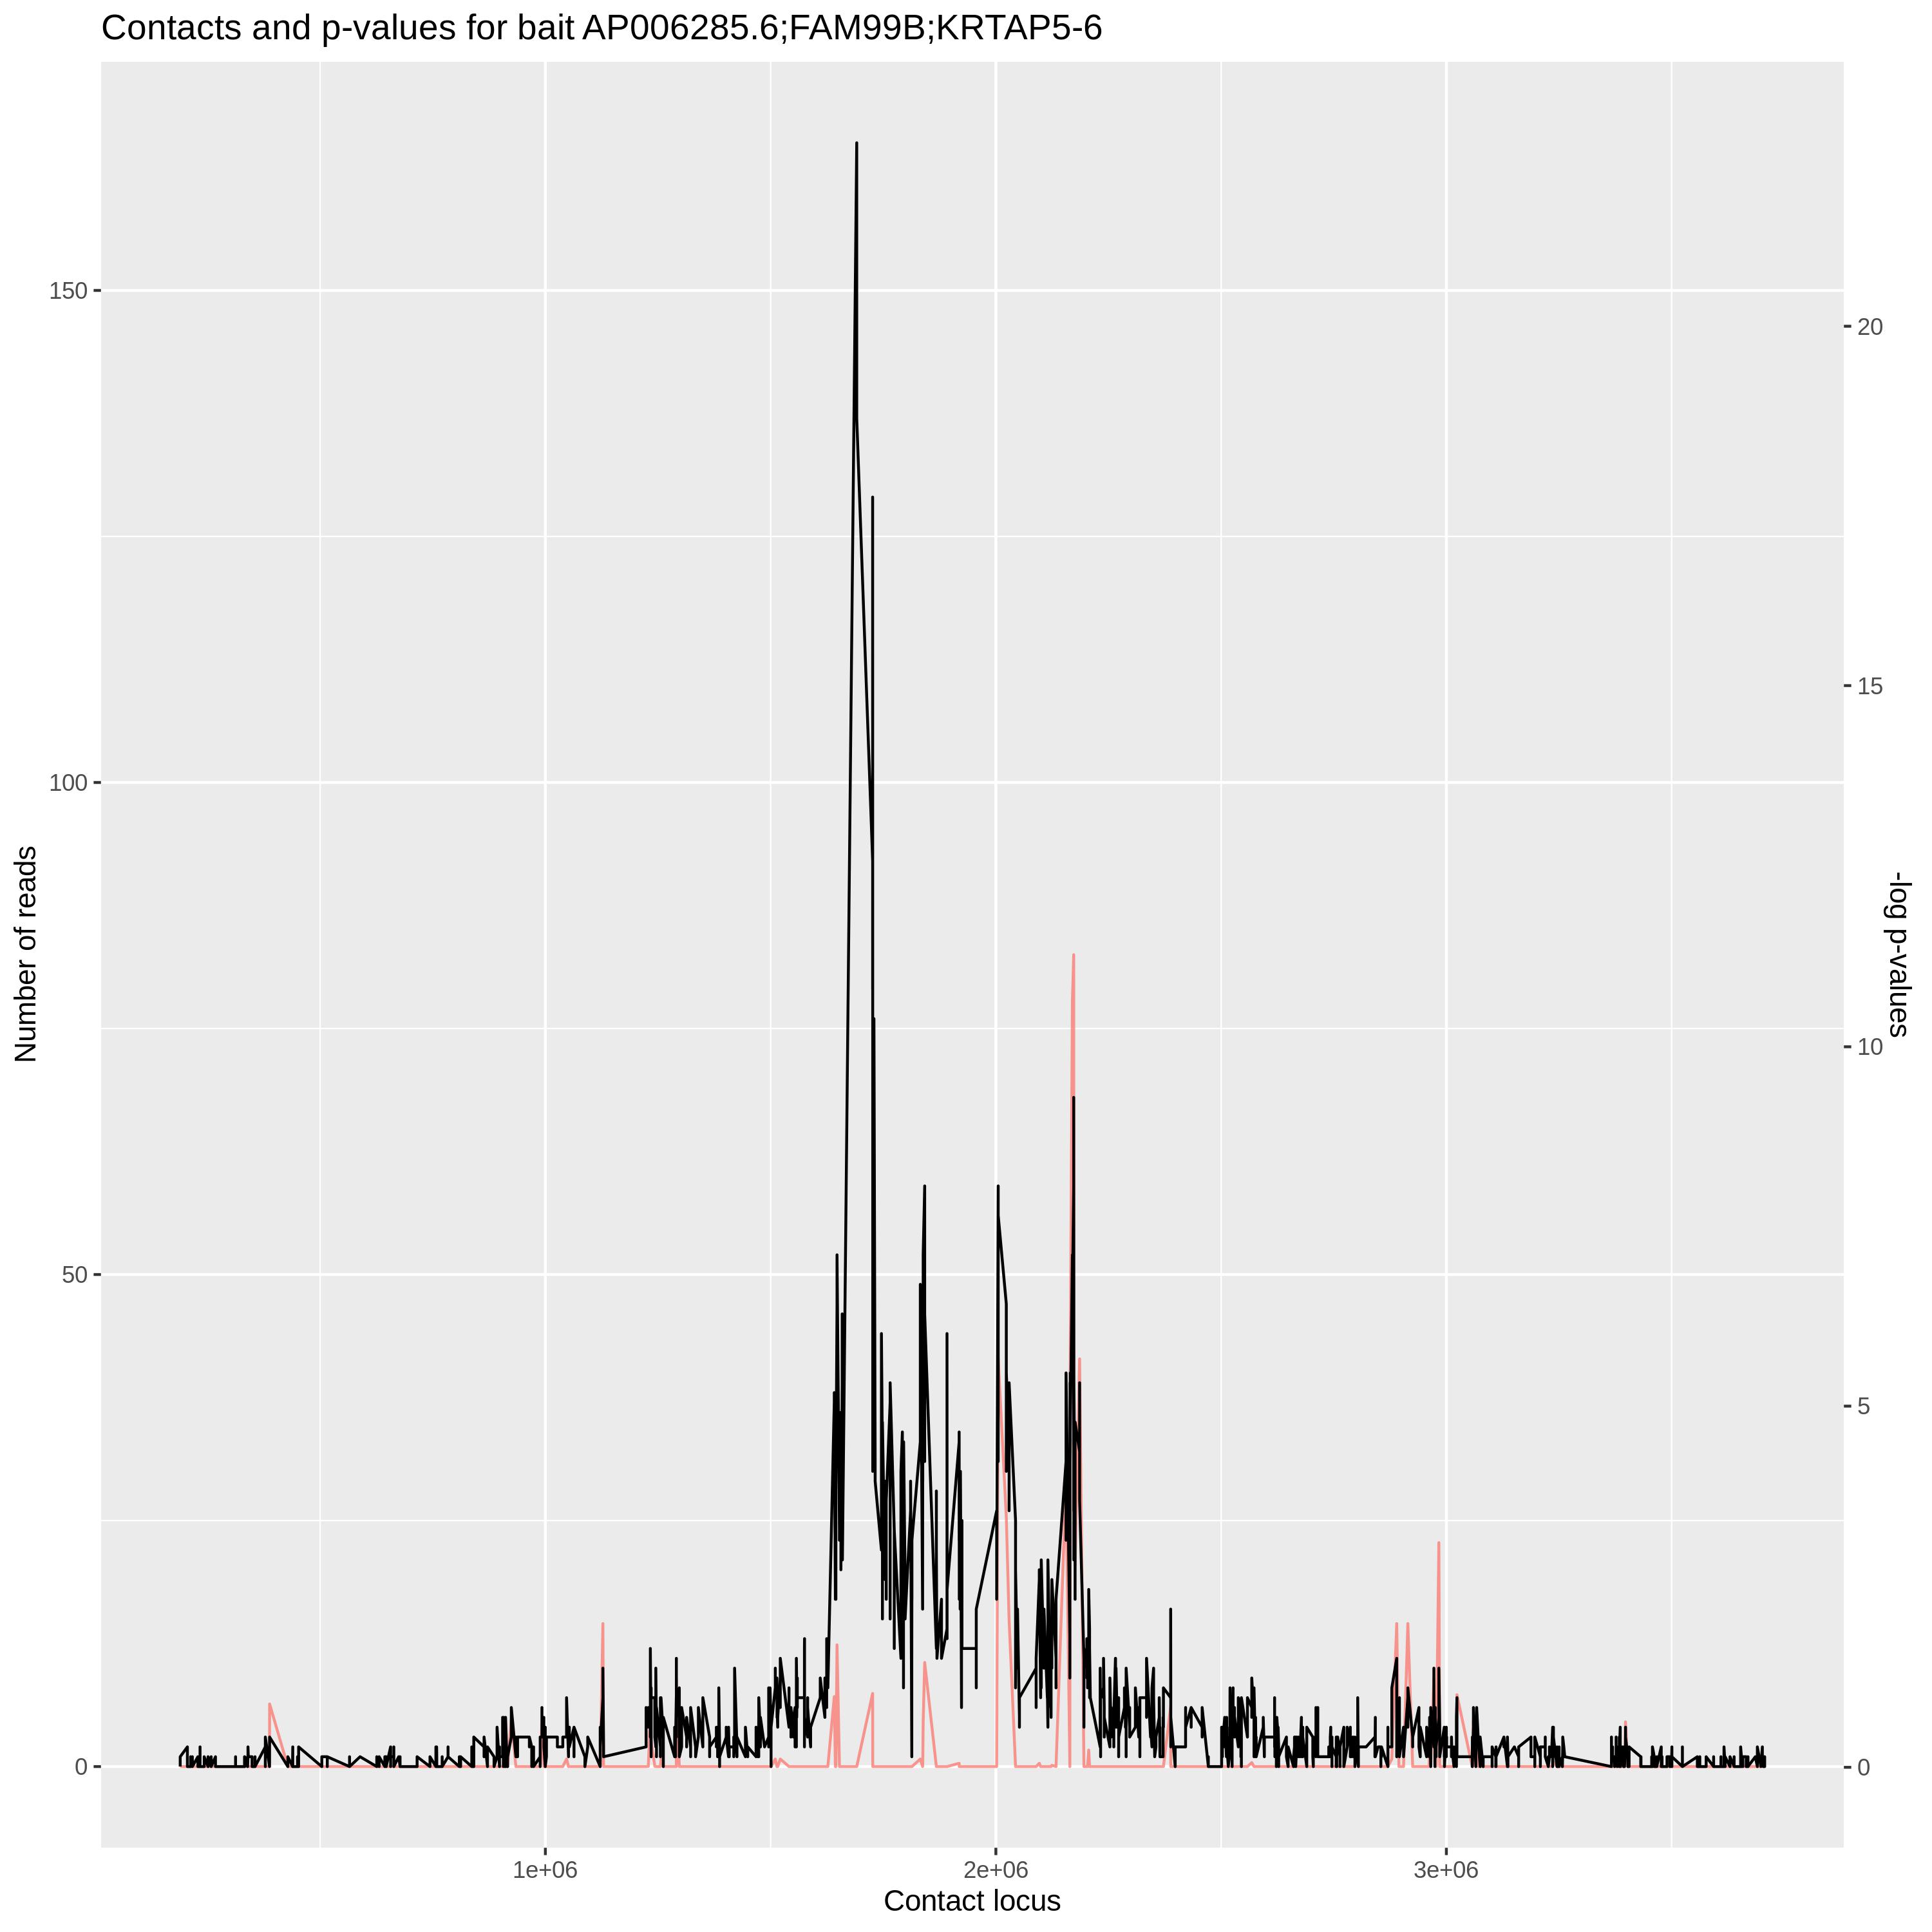 Contacts and p-values for bait AP006285.6;FAM99B;KRTAP5-6
Number of reads
150
100
50
0
20
15
10
5
0
-log p-values
1e+06
2e+06
3e+06
Contact locus